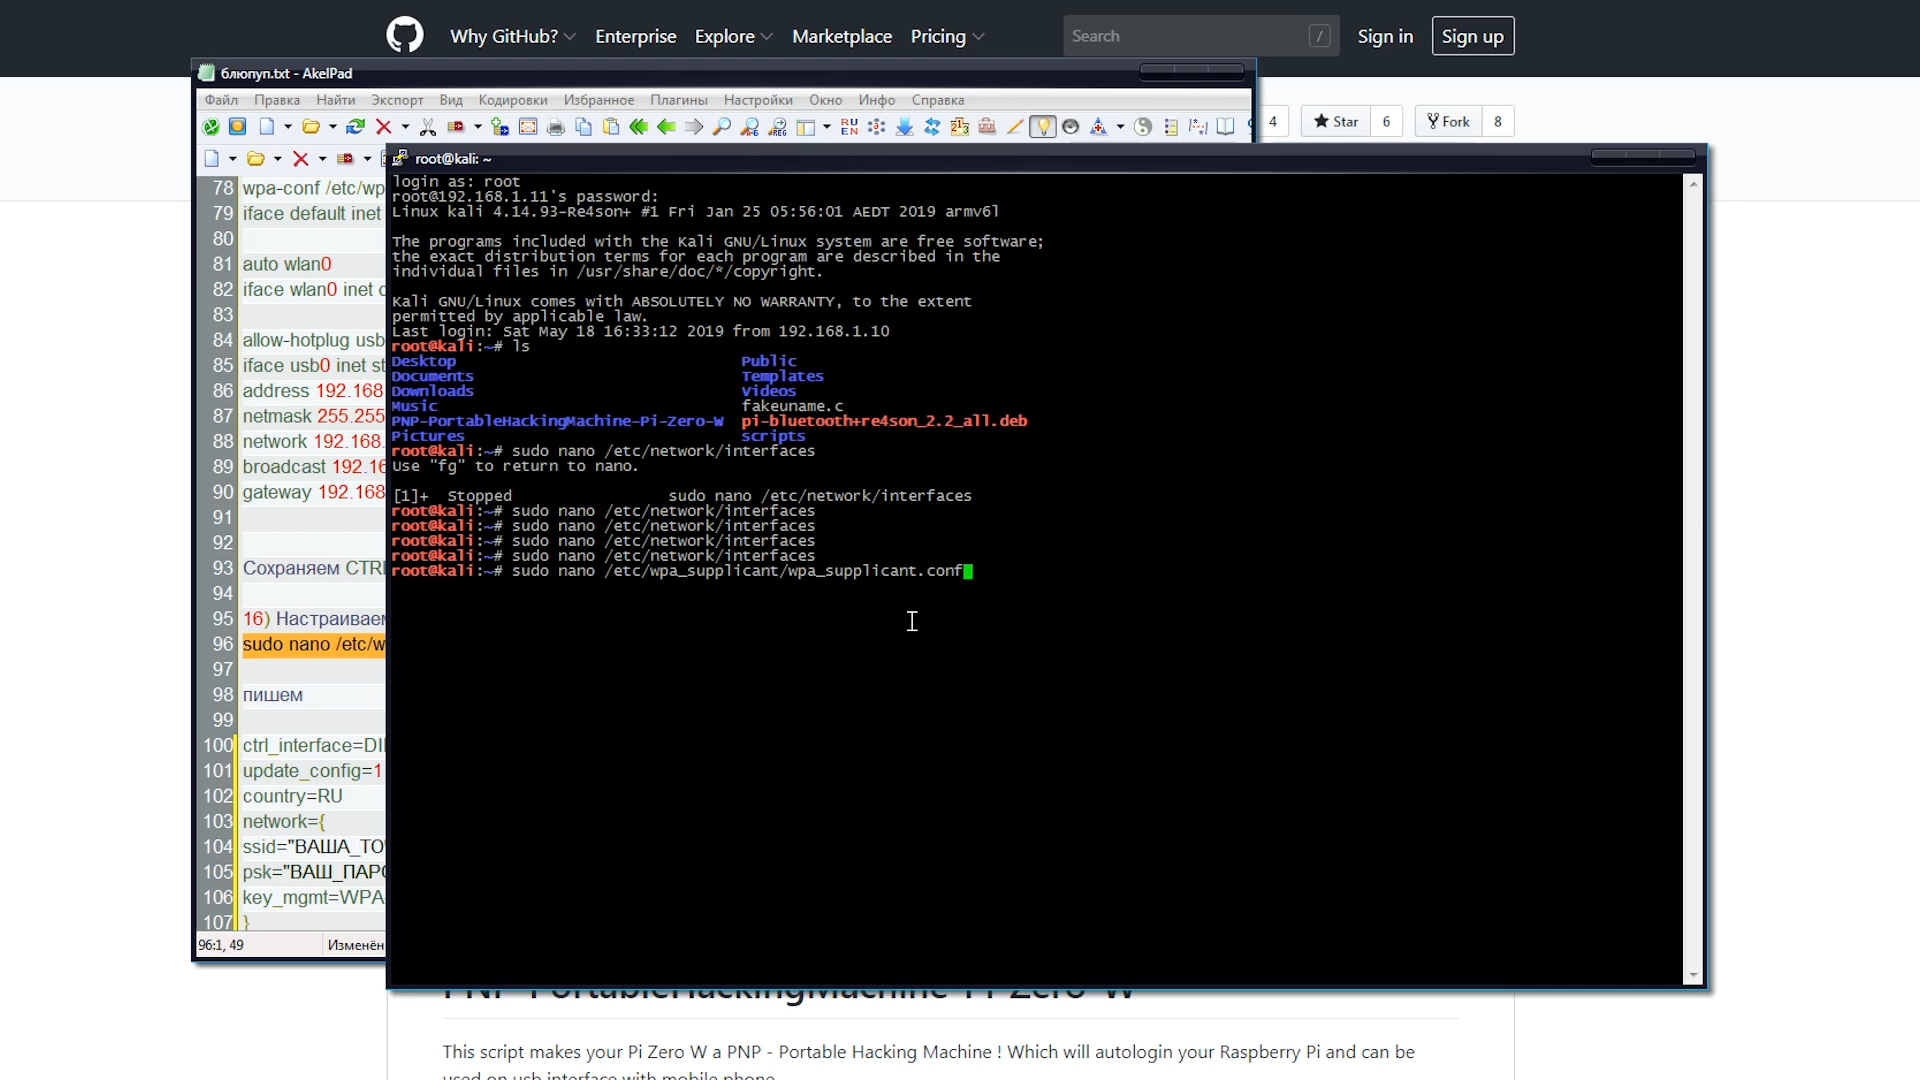 Why GitHub? Enterprise Explore Marketplace Pricing Search / Sign in Sign up
блюпуп.txt - AkelPad
Файл Правка Найти Экспорт Вид Кодировки Избранное Плагины Настройки Окно Инфо Справка
4 Star 6 Fork 8
root@kali: ~
78 wpa-conf /etc/wp
79 iface default inet
80
81 auto wlan0
82 iface wlan0 inet
83
84 allow-hotplug usb
85 iface usb0 inet st
86 address 192.168
87 netmask 255.255
88 network 192.168.
89 broadcast 192.16
90 gateway 192.168
91
92
93 Сохраняем CTRL
94
95 16) Настраиваем
96 sudo nano /etc/w
97
98 пишем
99
100 ctrl_interface=DI
101 update_config=1
102 country=RU
103 network={
104 ssid="ВАША_ТО
105 psk="ВАШ_ПАРО
106 key_mgmt=WPA
107 }
96:1, 49 Изменён
login as: root
root@192.168.1.11's password:
Linux kali 4.14.93-Re4son+ #1 Fri Jan 25 05:56:01 AEDT 2019 armv6l
The programs included with the Kali GNU/Linux system are free software;
the exact distribution terms for each program are described in the
individual files in /usr/share/doc/*/copyright.
Kali GNU/Linux comes with ABSOLUTELY NO WARRANTY, to the extent
permitted by applicable law.
Last login: Sat May 18 16:33:12 2019 from 192.168.1.10
root@kali:~# ls
Desktop Public
Documents Templates
Downloads Videos
Music fakeuname.c
PNP-PortableHackingMachine-Pi-Zero-W pi-bluetooth+re4son_2.2_all.deb
Pictures scripts
root@kali:~# sudo nano /etc/network/interfaces
Use "fg" to return to nano.
[1]+ Stopped sudo nano /etc/network/interfaces
root@kali:~# sudo nano /etc/network/interfaces
root@kali:~# sudo nano /etc/network/interfaces
root@kali:~# sudo nano /etc/network/interfaces
root@kali:~# sudo nano /etc/network/interfaces
root@kali:~# sudo nano /etc/wpa_supplicant/wpa_supplicant.conf
PNP-PortableHackingMachine-Pi-Zero-W
This script makes your Pi Zero W a PNP - Portable Hacking Machine ! Which will autologin your Raspberry Pi and can be
used on usb interface with mobile phone